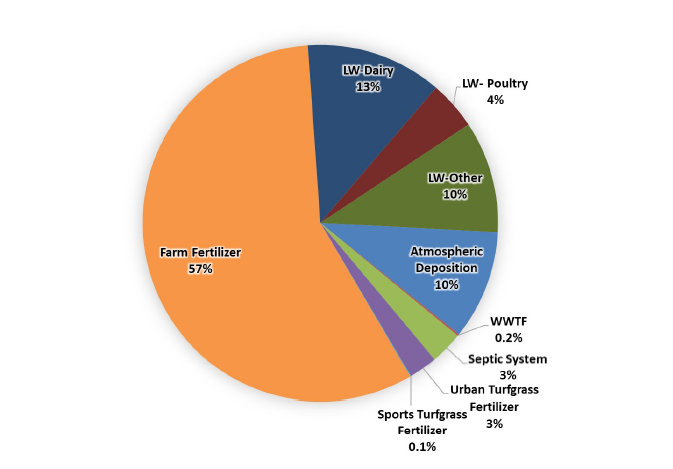 LW-Dairy
13%
LW- Poultry
4%
LW-Other
10%
Atmospheric
Deposition
10%
WWTF
0.2%
Septic System
3%
Urban Turfgrass
Fertilizer
3%
Sports Turfgrass
Fertilizer
0.1%
Farm Fertilizer
57%